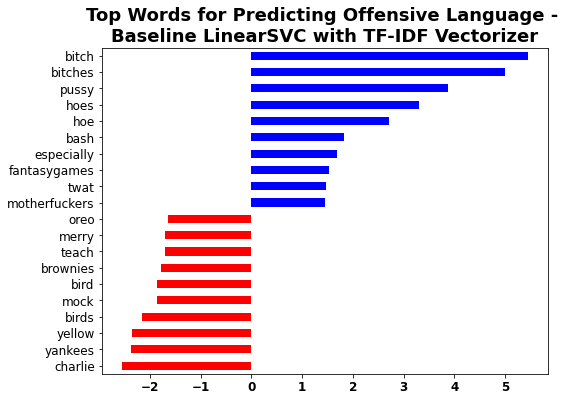 Top Words for Predicting Offensive Language -
Baseline LinearSVC with TF-IDF Vectorizer
bitch
bitches
pussy
hoes
hoe
bash
especially
fantasygames
twat
motherfuckers
oreo
merry
teach
brownies
bird
mock
birds
yellow
yankees
charlie
−2 −1 0 1 2 3 4 5